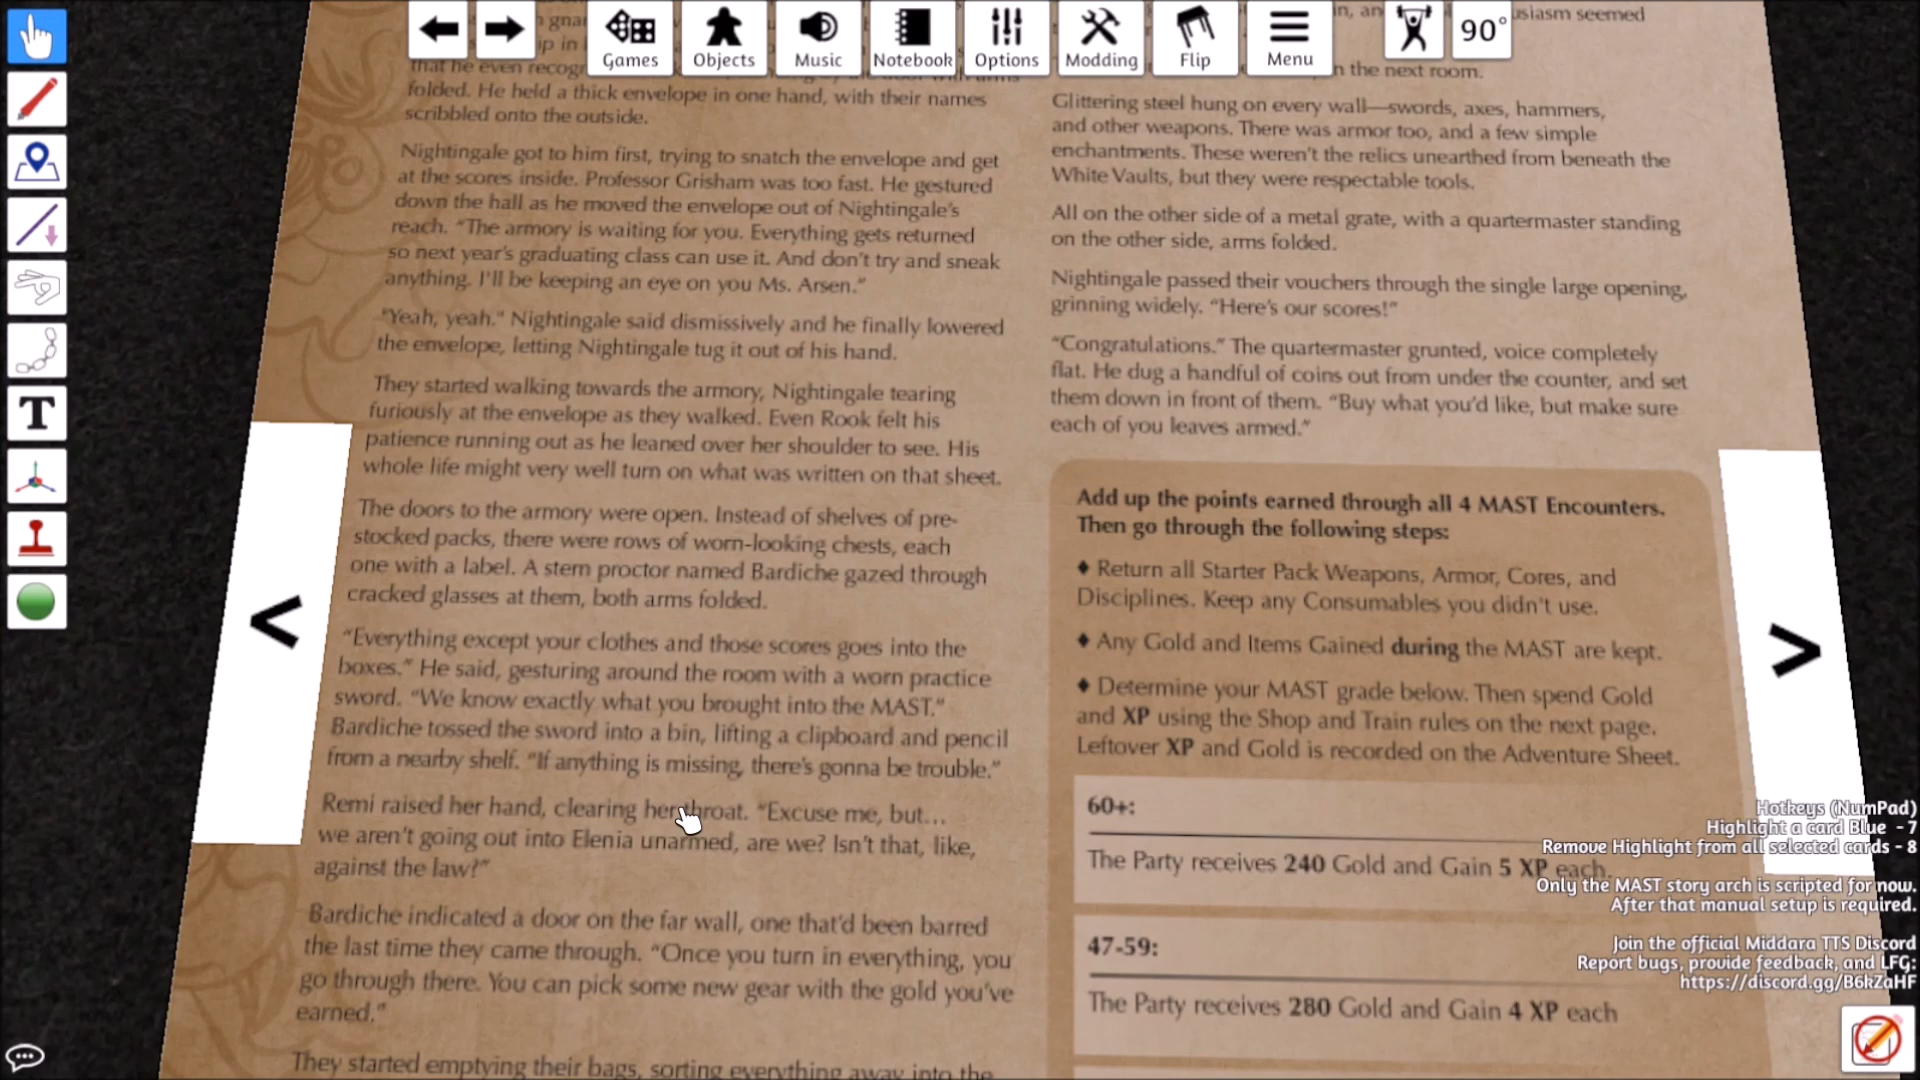 Games
Objects
Music
Notebook
Options
Modding
Flip
Menu
90°
that he even recog
folded. He held a thick envelope in one hand, with their names
scribbled onto the outside.
Nightingale got to him first, trying to snatch the envelope and get
at the scores inside. Professor Grisham was too fast. He gestured
down the hall as he moved the envelope out of Nightingale's
reach. "The armory is waiting for you. Everything gets returned
so next year's graduating class can use it. And don't try and sneak
anything. I'll be keeping an eye on you Ms. Arsen."
"Yeah, yeah." Nightingale said dismissively and he finally lowered
the envelope, letting Nightingale tug it out of his hand.
They started walking towards the armory, Nightingale tearing
furiously at the envelope as they walked. Even Rook felt his
patience running out as he leaned over her shoulder to see. His
whole life might very well turn on what was written on that sheet.
The doors to the armory were open. Instead of shelves of pre-
stocked packs, there were rows of worn-looking chests, each
one with a label. A stern proctor named Bardiche gazed through
cracked glasses at them, both arms folded.
"Everything except your clothes and those scores goes into the
boxes." He said, gesturing around the room with a worn practice
sword. "We know exactly what you brought into the MAST."
Bardiche tossed the sword into a bin, lifting a clipboard and pencil
from a nearby shelf. "If anything is missing, there's gonna be trouble."
Remi raised her hand, clearing her throat. "Excuse me, but...
we aren't going out into Elenia unarmed, are we? Isn't that, like,
against the law?"
Bardiche indicated a door on the far wall, one that'd been barred
the last time they came through. "Once you turn in everything, you
go through there. You can pick some new gear with the gold you've
earned."
They started emptying their bags, sorting everything away into the
usiasm seemed
n the next room.
Glittering steel hung on every wall—swords, axes, hammers,
and other weapons. There was armor too, and a few simple
enchantments. These weren't the relics unearthed from beneath the
White Vaults, but they were respectable tools.
All on the other side of a metal grate, with a quartermaster standing
on the other side, arms folded.
Nightingale passed their vouchers through the single large opening,
grinning widely. "Here's our scores!"
"Congratulations." The quartermaster grunted, voice completely
flat. He dug a handful of coins out from under the counter, and set
them down in front of them. "Buy what you'd like, but make sure
each of you leaves armed."
Add up the points earned through all 4 MAST Encounters.
Then go through the following steps:
♦ Return all Starter Pack Weapons, Armor, Cores, and
Disciplines. Keep any Consumables you didn't use.
♦ Any Gold and Items Gained during the MAST are kept.
♦ Determine your MAST grade below. Then spend Gold
and XP using the Shop and Train rules on the next page.
Leftover XP and Gold is recorded on the Adventure Sheet.
60+:
The Party receives 240 Gold and Gain 5 XP each.
47-59:
The Party receives 280 Gold and Gain 4 XP each
<
>
T
Hotkeys (NumPad)
Highlight a card Blue - 7
Remove Highlight from all selected cards - 8
Only the MAST story arch is scripted for now.
After that manual setup is required.
Join the official Middara TTS Discord
Report bugs, provide feedback, and LFG:
https://discord.gg/B6kZaHF